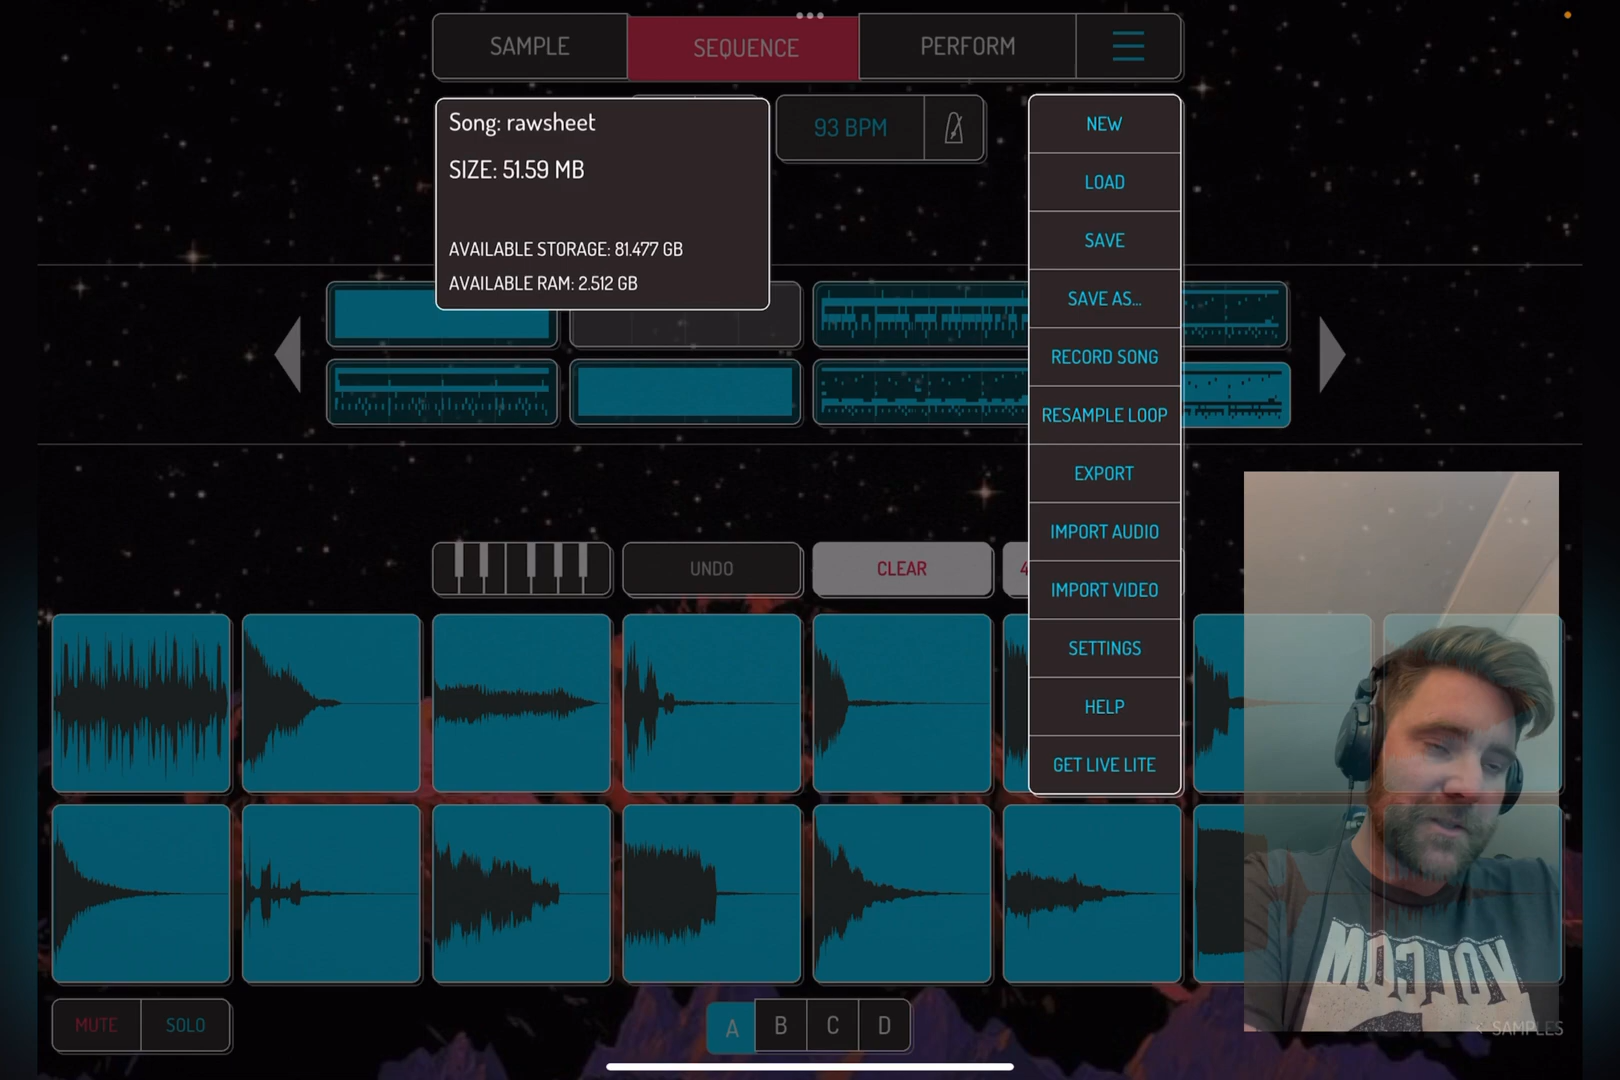 SAMPLE
SEQUENCE
PERFORM
Song: rawsheet
SIZE: 51.59 MB
AVAILABLE STORAGE: 81.477 GB
AVAILABLE RAM: 2.512 GB
93 BPM
NEW
LOAD
SAVE
SAVE AS...
RECORD SONG
RESAMPLE LOOP
EXPORT
IMPORT AUDIO
IMPORT VIDEO
SETTINGS
HELP
GET LIVE LITE
UNDO
CLEAR
4
MUTE
SOLO
A
B
C
D
< SAMPLES